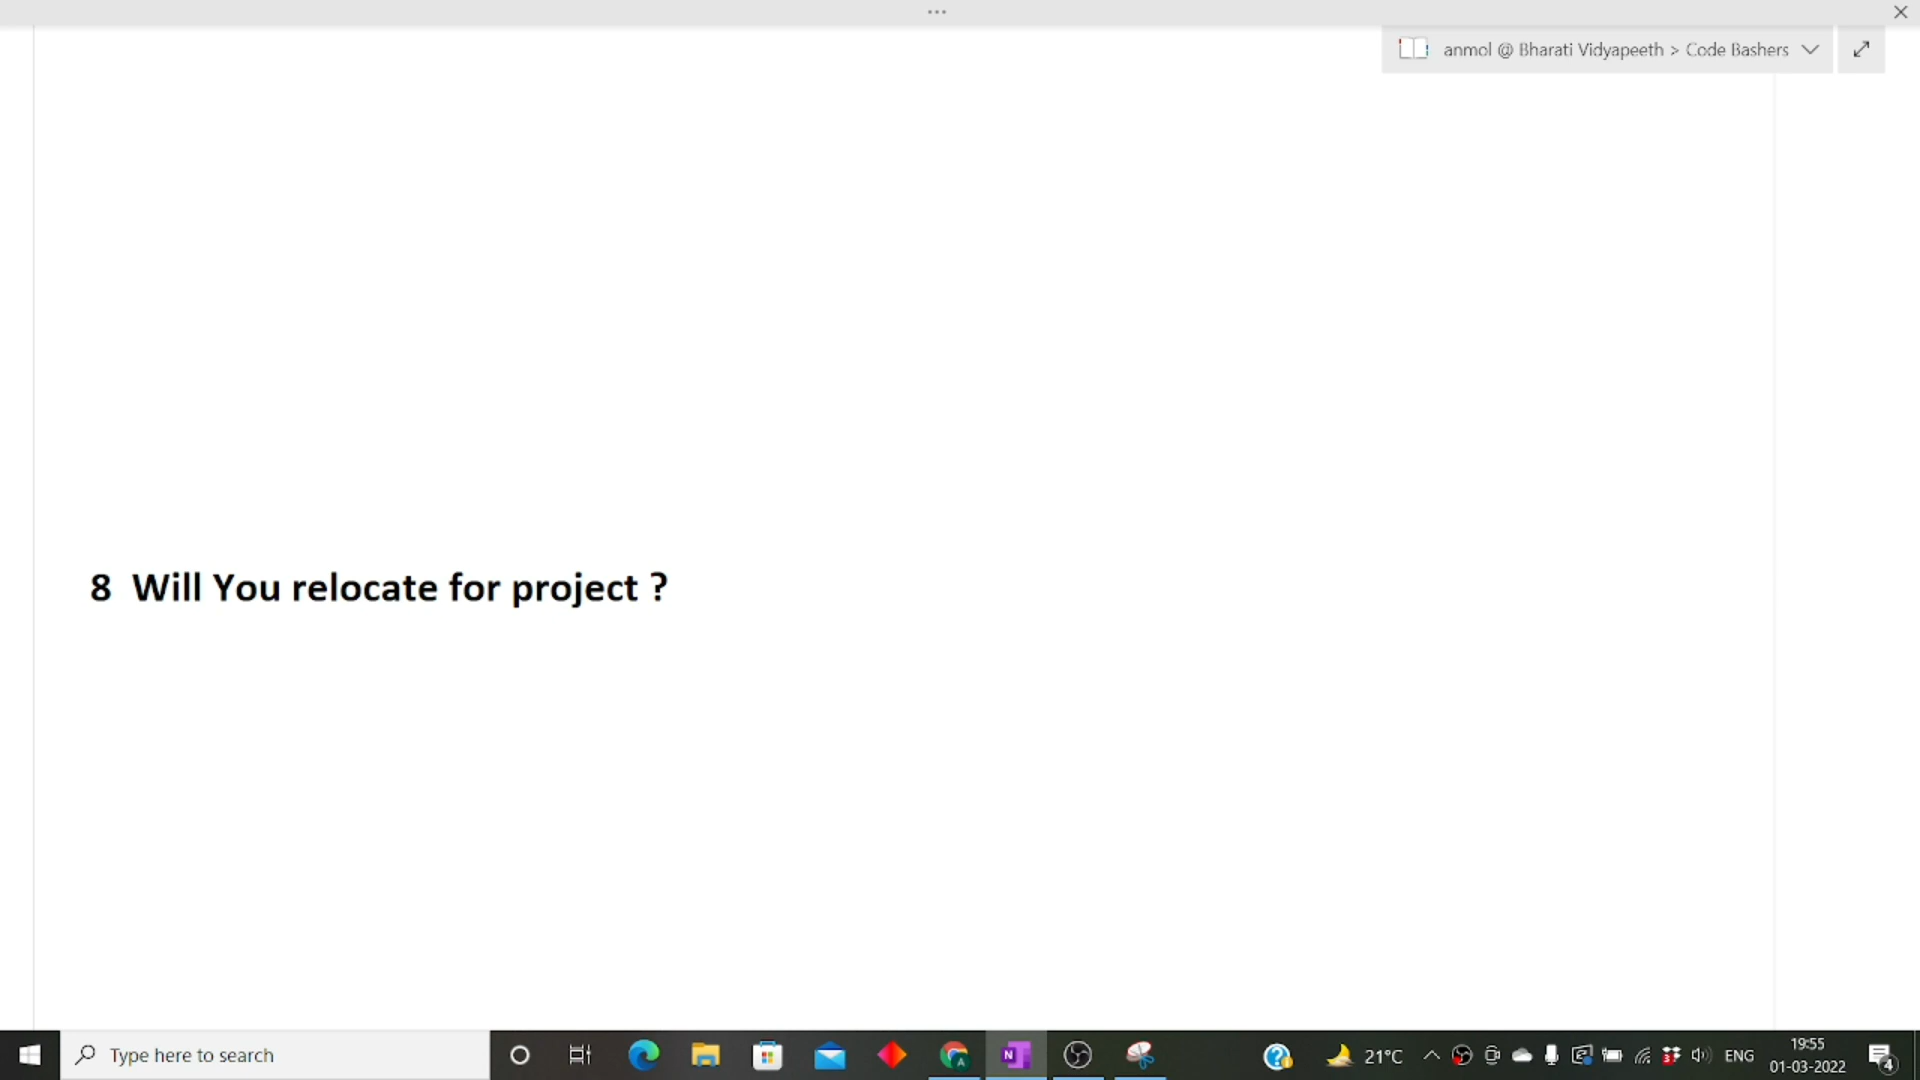 anmol @ Bharati Vidyapeeth > Code Bashers
8 Will You relocate for project ?
Type here to search
21°C
ENG
19:55
01-03-2022
4